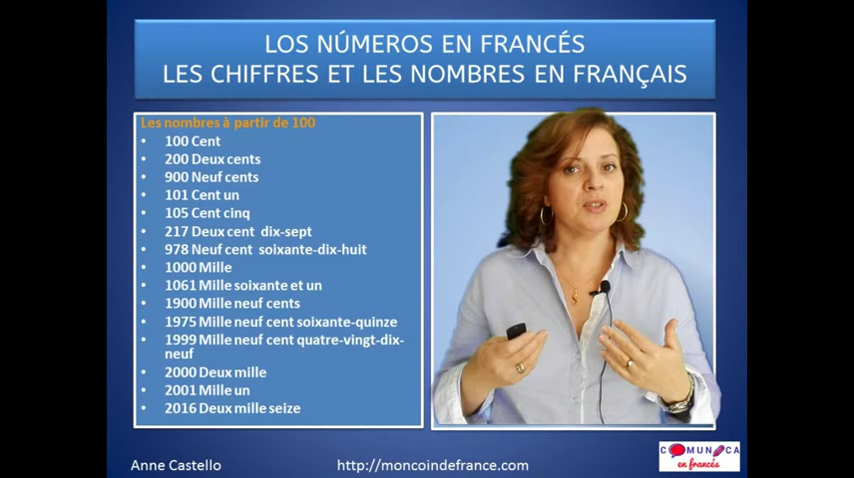 LOS NÚMEROS EN FRANCÉS
LES CHIFFRES ET LES NOMBRES EN FRANÇAIS
Les nombres à partir de 100
• 100 Cent
• 200 Deux cents
• 900 Neuf cents
• 101 Cent un
• 105 Cent cinq
• 217 Deux cent dix-sept
• 978 Neuf cent soixante-dix-huit
• 1000 Mille
• 1061 Mille soixante et un
• 1900 Mille neuf cents
• 1975 Mille neuf cent soixante-quinze
• 1999 Mille neuf cent quatre-vingt-dix-
neuf
• 2000 Deux mille
• 2001 Mille un
• 2016 Deux mille seize
Anne Castello
http://moncoindefrance.com
COMUNICA
en francés